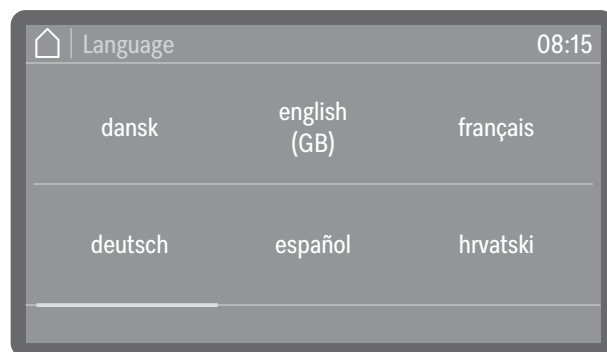 Language 08:15
dansk english (GB) français
deutsch español hrvatski